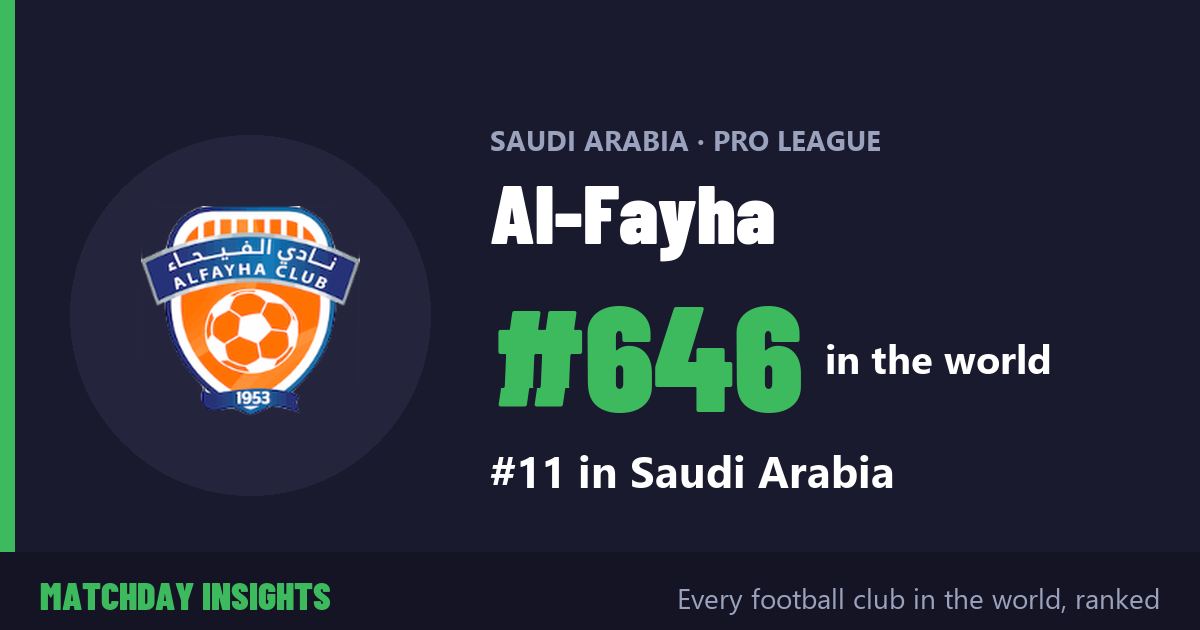 SAUDI ARABIA · PRO LEAGUE
Al-Fayha
#646 in the world
#11 in Saudi Arabia
نادي الفيحاء
ALFAYHA CLUB
1953
MATCHDAY INSIGHTS
Every football club in the world, ranked